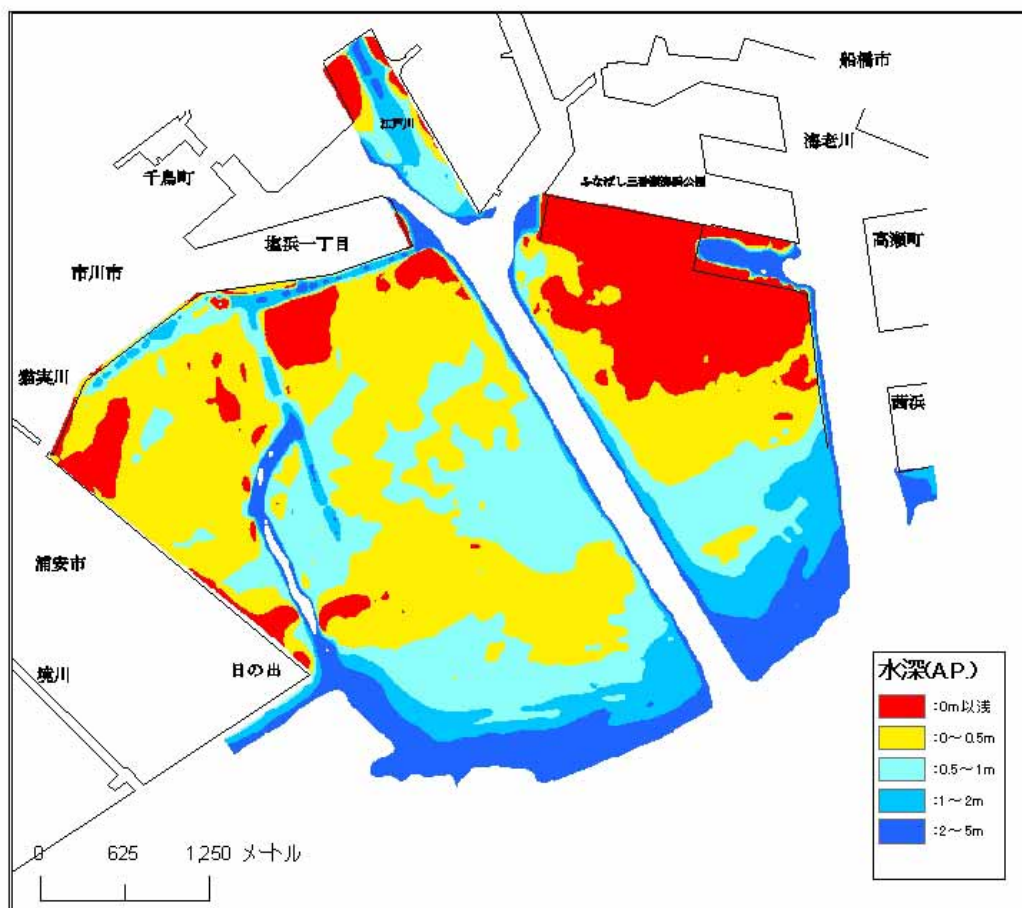 船橋市
海老川
江戸川
千鳥町
ふなばし三番瀬海浜公園
高瀬町
塩浜一丁目
市川市
猫実川
茜浜
浦安市
日の出
境川
水深(A.P.)
:0m以浅
:0~0.5m
:0.5~1m
:1~2m
:2~5m
0 625 1,250 メートル